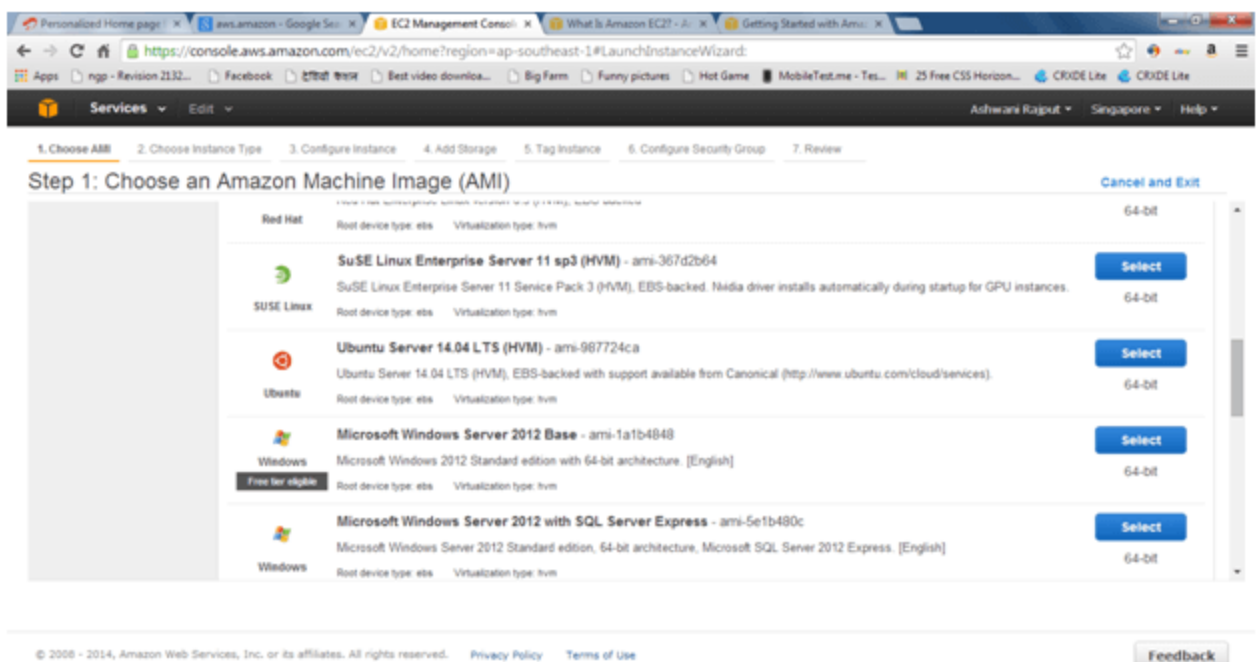 Personalized Home page
aws.amazon - Google Sea
EC2 Management Consol
What Is Amazon EC2? - A
Getting Started with Ama
https://console.aws.amazon.com/ec2/v2/home?region=ap-southeast-1#LaunchInstanceWizard:
Apps ngp - Revision 2132... Facebook Best video downloa... Big Farm Funny pictures Hot Game MobileTest.me - Tes... 25 Free CSS Horizon... CRXDE Lite CRXDE Lite
Services Edit Ashwani Rajput Singapore Help
1. Choose AMI 2. Choose Instance Type 3. Configure Instance 4. Add Storage 5. Tag Instance 6. Configure Security Group 7. Review
Step 1: Choose an Amazon Machine Image (AMI)
Cancel and Exit
Red Hat Enterprise Linux version 6.5 (HVM), EBS-backed
Red Hat
Root device type: ebs Virtualization type: hvm
64-bit
SuSE Linux Enterprise Server 11 sp3 (HVM) - ami-367d2b64
Select
SUSE Linux
SuSE Linux Enterprise Server 11 Service Pack 3 (HVM), EBS-backed. Nvidia driver installs automatically during startup for GPU instances.
Root device type: ebs Virtualization type: hvm
64-bit
Ubuntu Server 14.04 LTS (HVM) - ami-987724ca
Select
Ubuntu
Ubuntu Server 14.04 LTS (HVM), EBS-backed with support available from Canonical (http://www.ubuntu.com/cloud/services).
Root device type: ebs Virtualization type: hvm
64-bit
Microsoft Windows Server 2012 Base - ami-1a1b4848
Select
Windows
Free tier eligible
Microsoft Windows 2012 Standard edition with 64-bit architecture. [English]
Root device type: ebs Virtualization type: hvm
64-bit
Microsoft Windows Server 2012 with SQL Server Express - ami-5e1b480c
Select
Windows
Microsoft Windows Server 2012 Standard edition, 64-bit architecture, Microsoft SQL Server 2012 Express. [English]
Root device type: ebs Virtualization type: hvm
64-bit
© 2008 - 2014, Amazon Web Services, Inc. or its affiliates. All rights reserved. Privacy Policy Terms of Use
Feedback